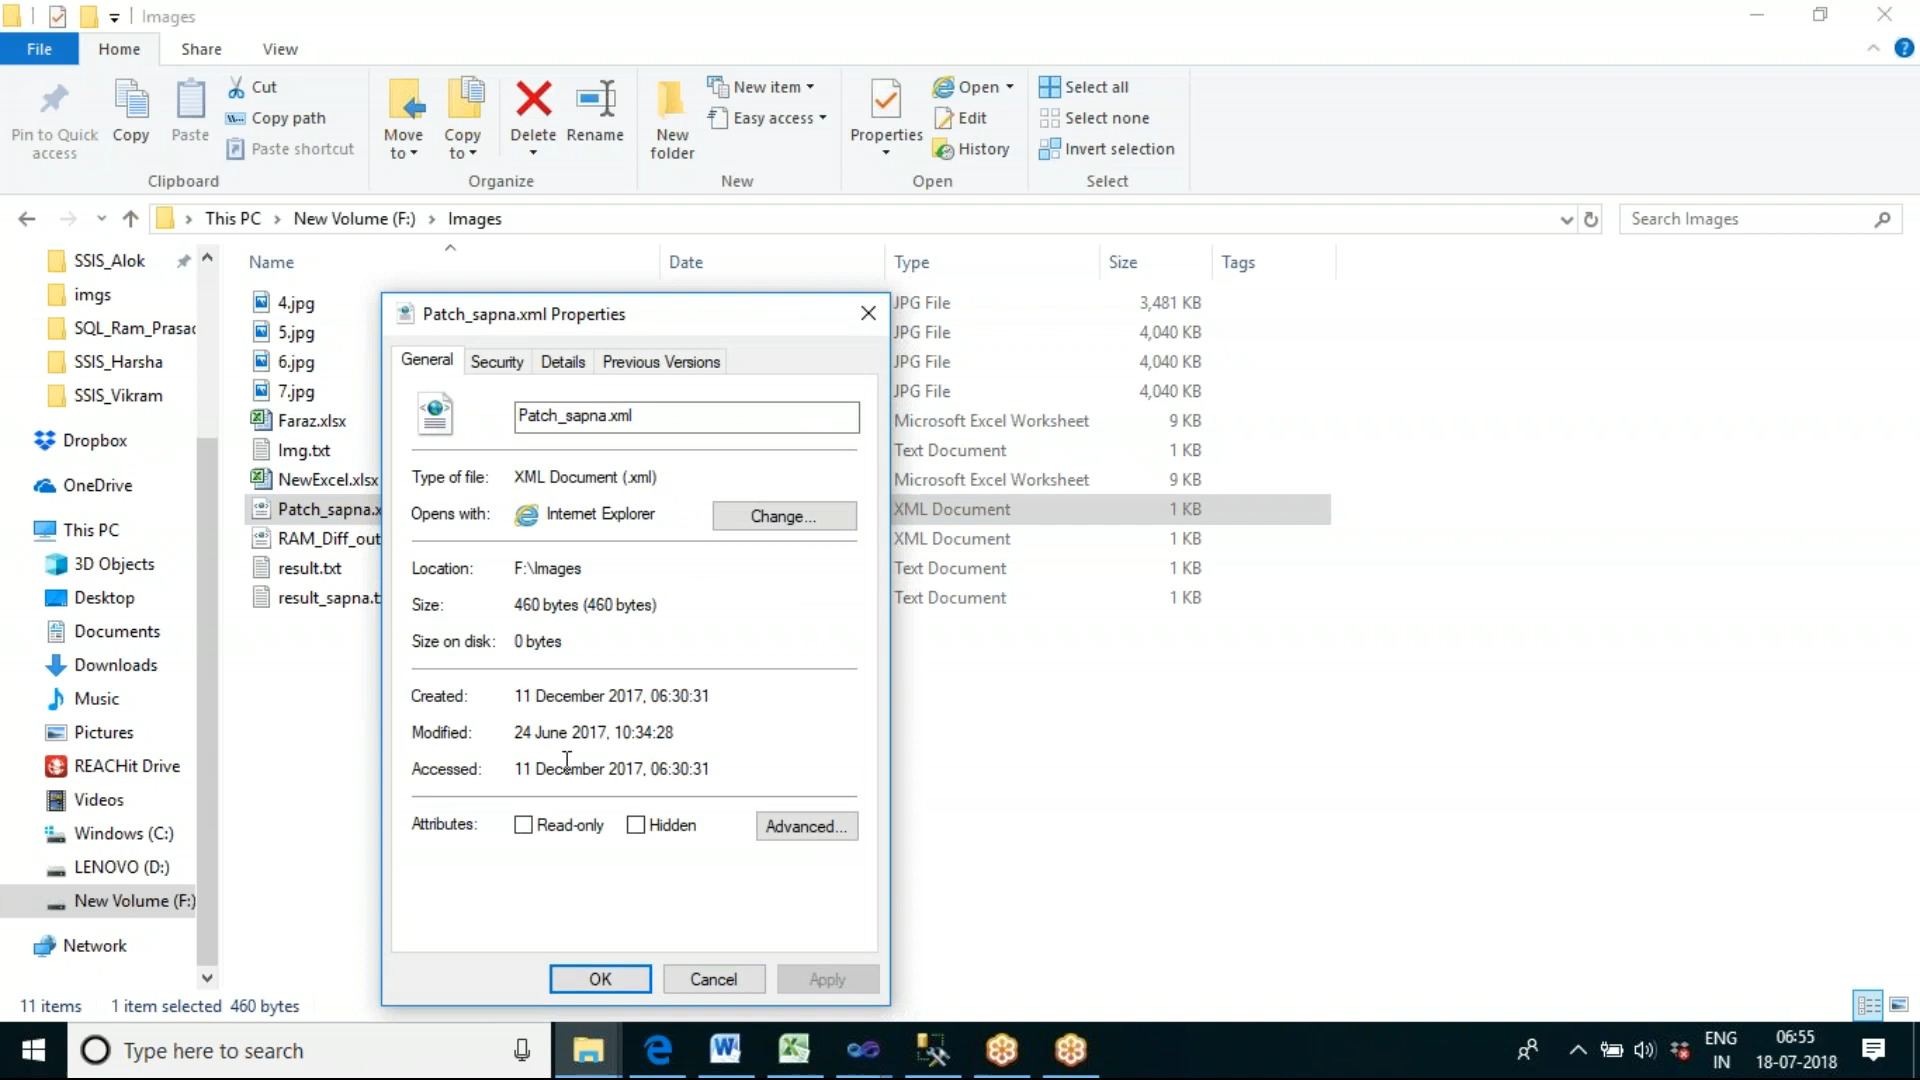 Images
File Home Share View
Pin to Quick access
Copy
Paste
Cut
Copy path
Paste shortcut
Clipboard
Move to
Copy to
Delete
Rename
Organize
New folder
New item
Easy access
New
Properties
Open
Edit
History
Open
Select all
Select none
Invert selection
Select
This PC > New Volume (F:) > Images
Search Images
SSIS_Alok
imgs
SQL_Ram_Prasac
SSIS_Harsha
SSIS_Vikram
Dropbox
OneDrive
This PC
3D Objects
Desktop
Documents
Downloads
Music
Pictures
REACHit Drive
Videos
Windows (C:)
LENOVO (D:)
New Volume (F:)
Network
Name Date Type Size Tags
4.jpg JPG File 3,481 KB
5.jpg JPG File 4,040 KB
6.jpg JPG File 4,040 KB
7.jpg JPG File 4,040 KB
Faraz.xlsx Microsoft Excel Worksheet 9 KB
Img.txt Text Document 1 KB
NewExcel.xlsx Microsoft Excel Worksheet 9 KB
Patch_sapna.x XML Document 1 KB
RAM_Diff_out XML Document 1 KB
result.txt Text Document 1 KB
result_sapna.t Text Document 1 KB
Patch_sapna.xml Properties
General Security Details Previous Versions
Patch_sapna.xml
Type of file: XML Document (.xml)
Opens with: Internet Explorer Change...
Location: F:\Images
Size: 460 bytes (460 bytes)
Size on disk: 0 bytes
Created: 11 December 2017, 06:30:31
Modified: 24 June 2017, 10:34:28
Accessed: 11 December 2017, 06:30:31
Attributes: Read-only Hidden Advanced...
OK Cancel Apply
11 items 1 item selected 460 bytes
Type here to search
ENG
IN
06:55
18-07-2018